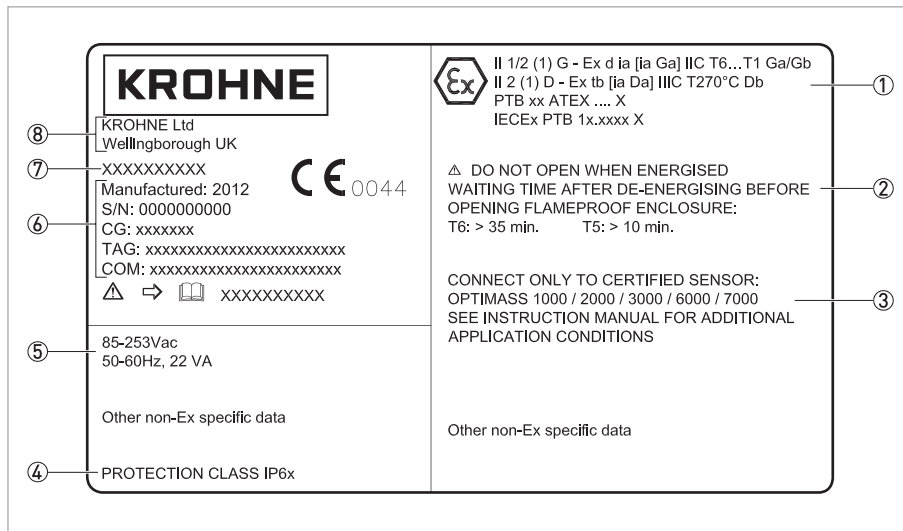 KROHNE
⑧ KROHNE Ltd
Wellingborough UK
⑦ XXXXXXXXXX
CE 0044
⑥ Manufactured: 2012
S/N: 0000000000
CG: xxxxxxx
TAG: xxxxxxxxxxxxxxxxxxxxxxxx
COM: xxxxxxxxxxxxxxxxxxxxxxx
⚠ ⇨ XXXXXXXXXX
⑤ 85-253Vac
50-60Hz, 22 VA
Other non-Ex specific data
④ PROTECTION CLASS IP6x
Ex
II 1/2 (1) G - Ex d ia [ia Ga] IIC T6...T1 Ga/Gb
II 2 (1) D - Ex tb [ia Da] IIIC T270°C Db ①
PTB xx ATEX .... X
IECEx PTB 1x.xxxx X
⚠ DO NOT OPEN WHEN ENERGISED
WAITING TIME AFTER DE-ENERGISING BEFORE ②
OPENING FLAMEPROOF ENCLOSURE:
T6: > 35 min. T5: > 10 min.
CONNECT ONLY TO CERTIFIED SENSOR:
OPTIMASS 1000 / 2000 / 3000 / 6000 / 7000 ③
SEE INSTRUCTION MANUAL FOR ADDITIONAL
APPLICATION CONDITIONS
Other non-Ex specific data